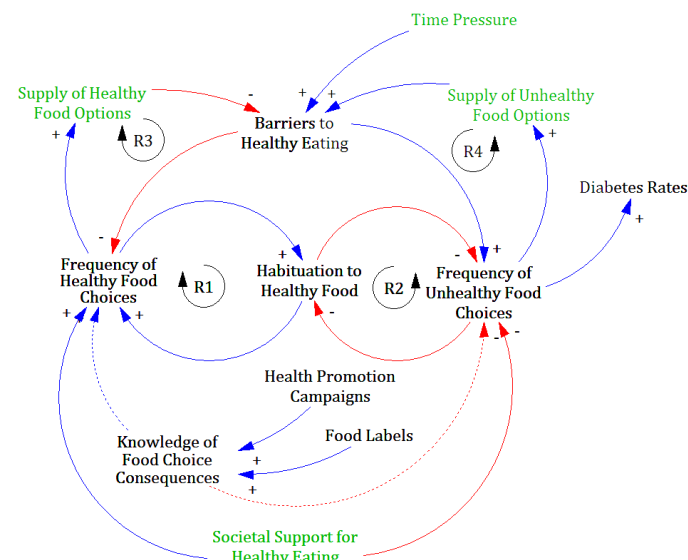 Time Pressure
Supply of Healthy
Food Options
-
+
+
Supply of Unhealthy
Food Options
Barriers to
Healthy Eating
+
R3
R4
+
Diabetes Rates
+
-
+
-
+
Frequency of
Healthy Food
Choices
R1
Habituation to
Healthy Food
R2
Frequency of
Unhealthy Food
Choices
+
+
-
-
-
Health Promotion
Campaigns
Food Labels
Knowledge of
Food Choice
Consequences
+
+
Societal Support for
Healthy Eating